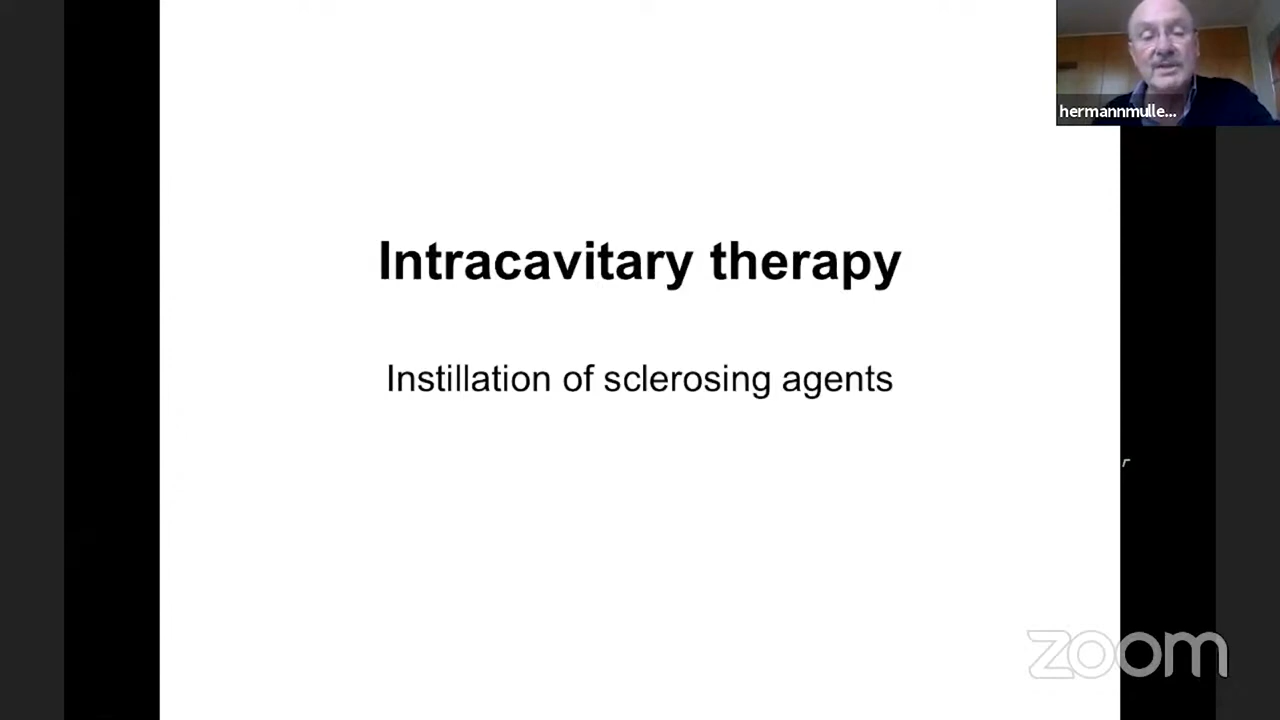 hermannmulle...
Intracavitary therapy
Instillation of sclerosing agents
r
zoom